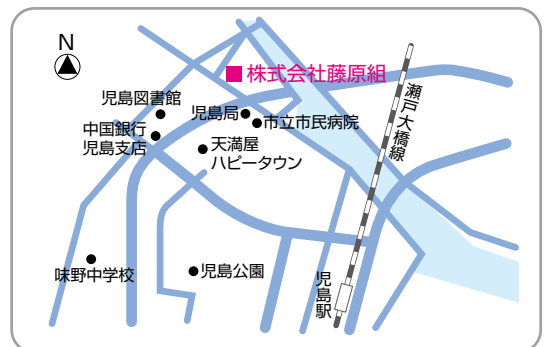 N
株式会社藤原組
児島図書館
児島局
市立市民病院
中国銀行
児島支店
天満屋
ハピータウン
瀬戸大橋線
味野中学校
児島公園
児島駅